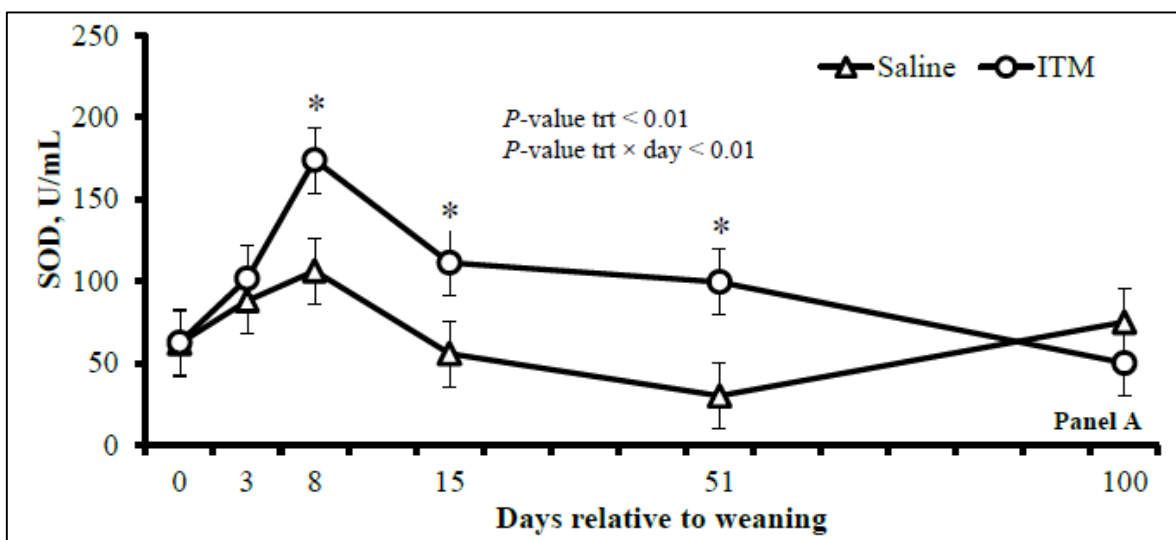 250
200
150
100
50
0
SOD, U/mL
Saline ITM
*
*
*
P-value trt < 0.01
P-value trt × day < 0.01
Panel A
0 3 8 15 51 100
Days relative to weaning